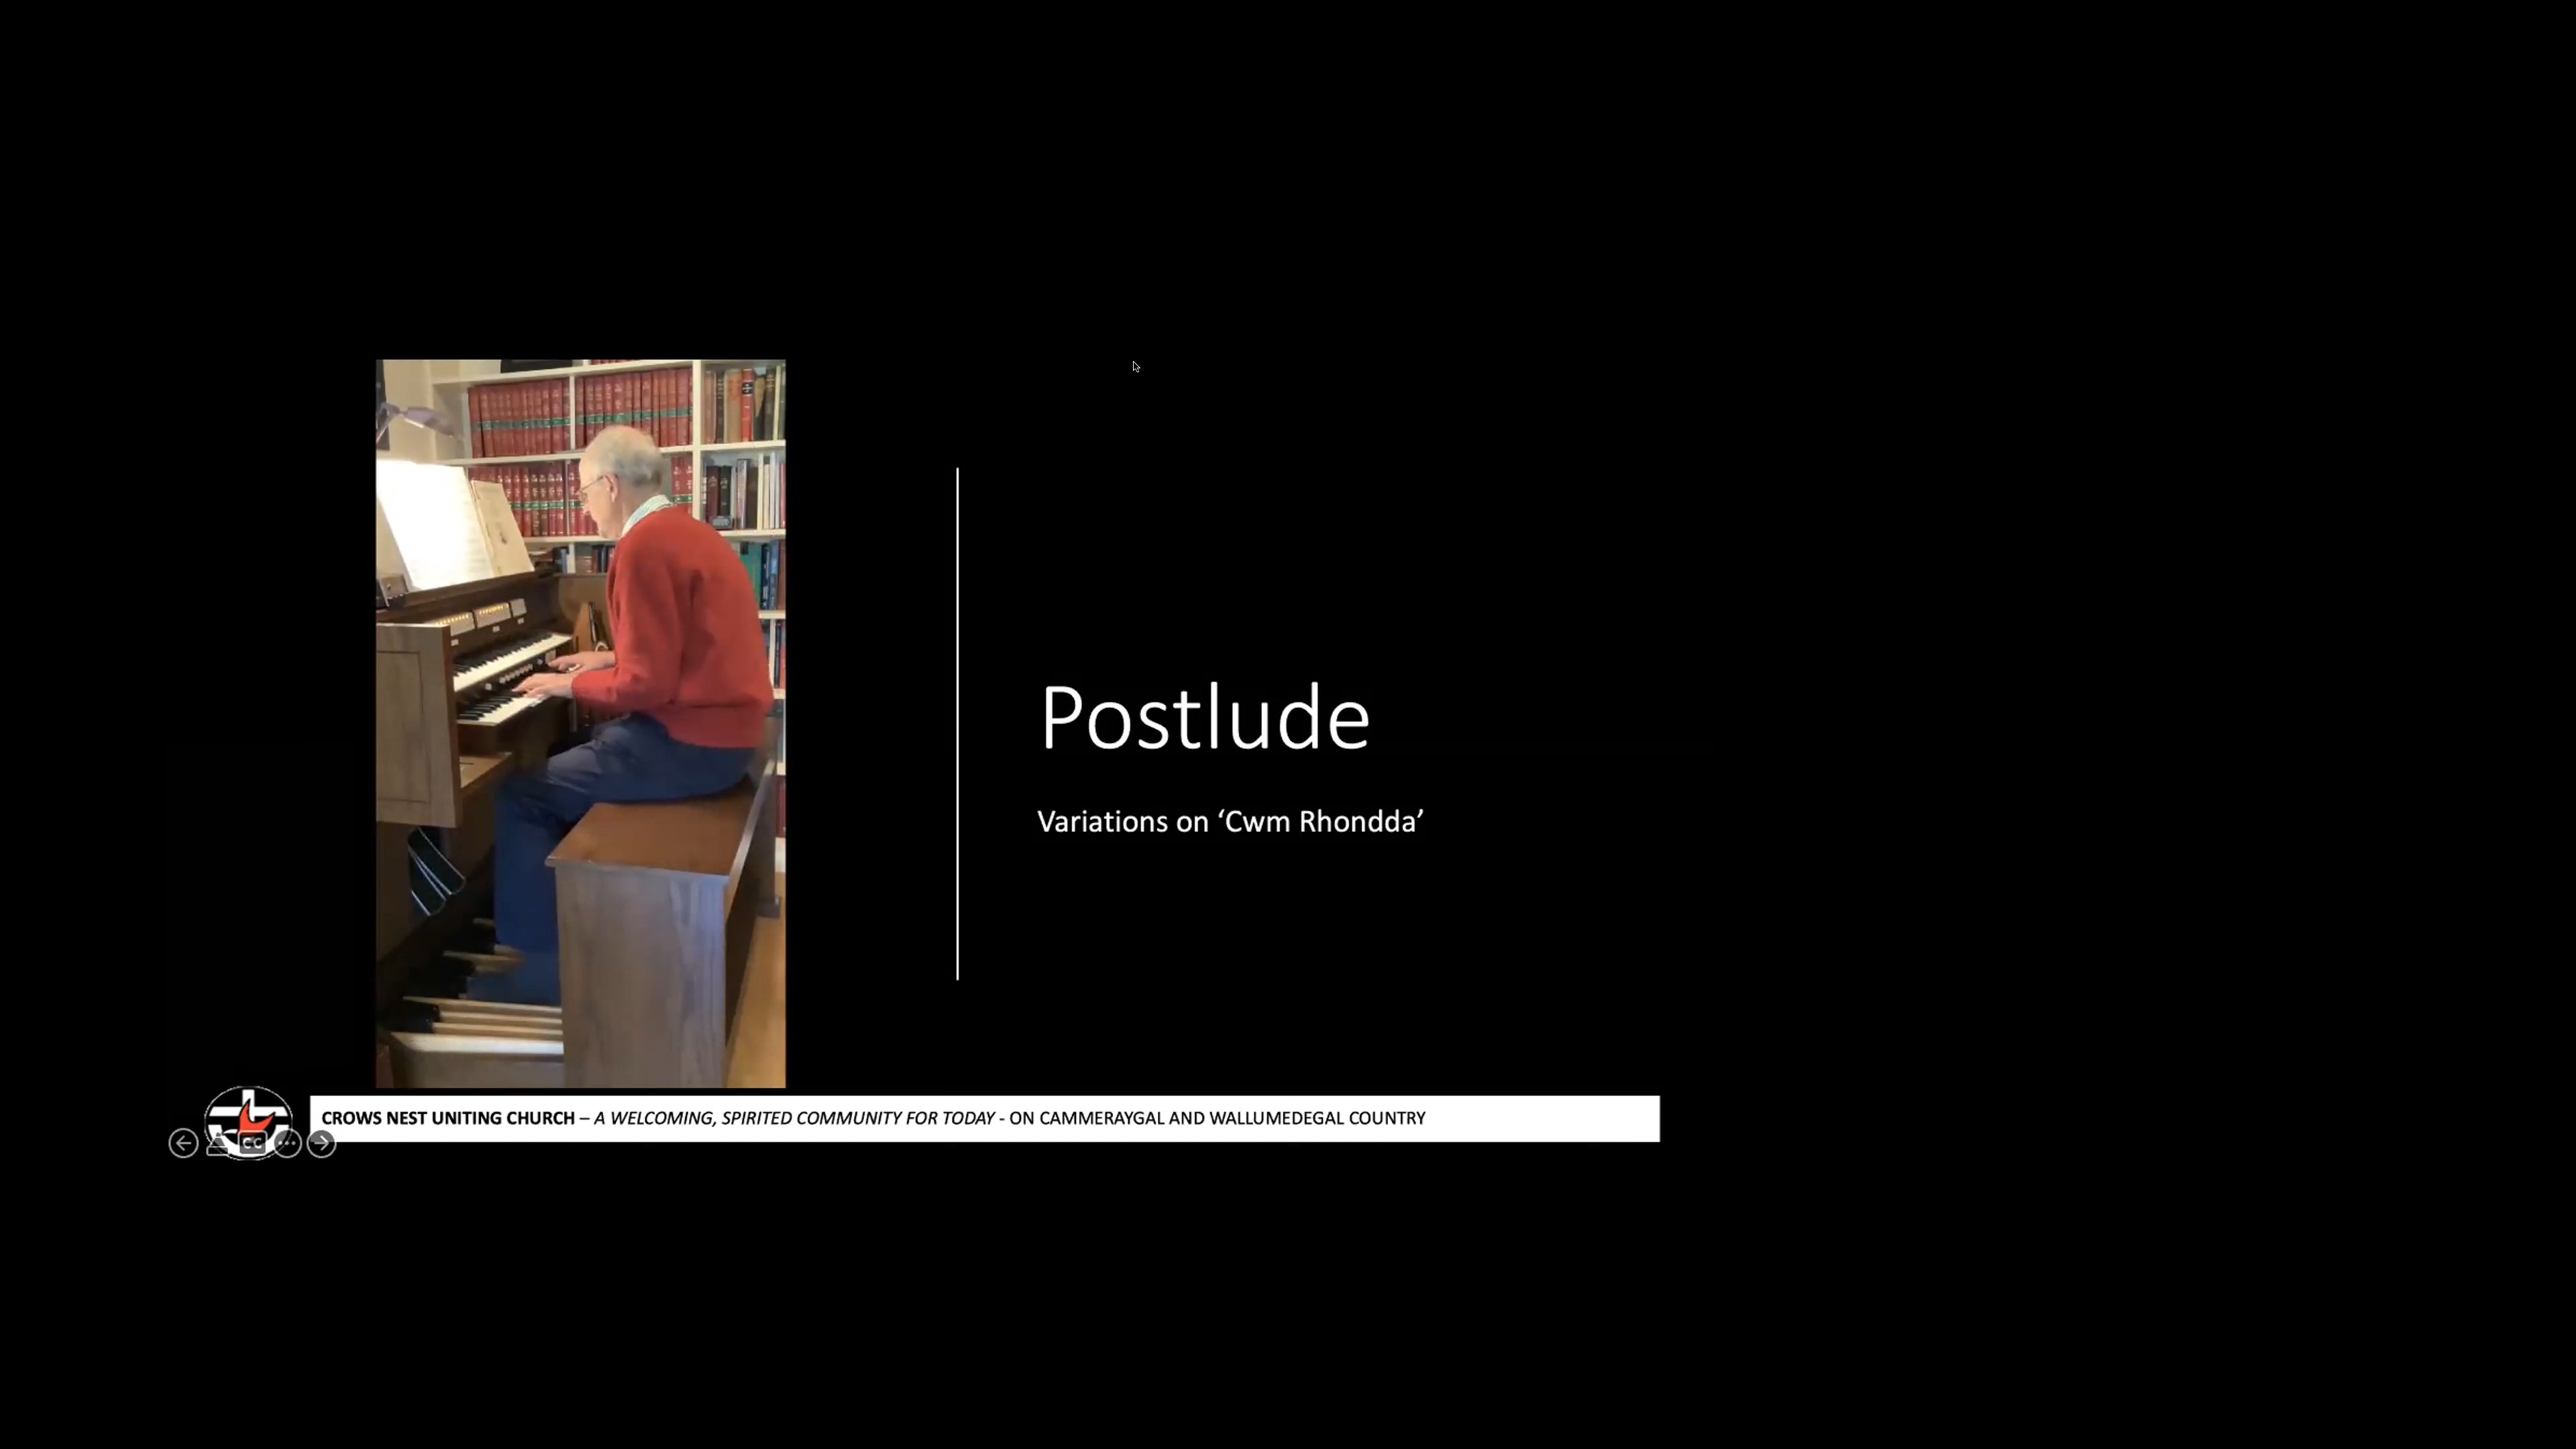 Postlude
Variations on ‘Cwm Rhondda’
CROWS NEST UNITING CHURCH – A WELCOMING, SPIRITED COMMUNITY FOR TODAY - ON CAMMERAYGAL AND WALLUMEDEGAL COUNTRY
CC